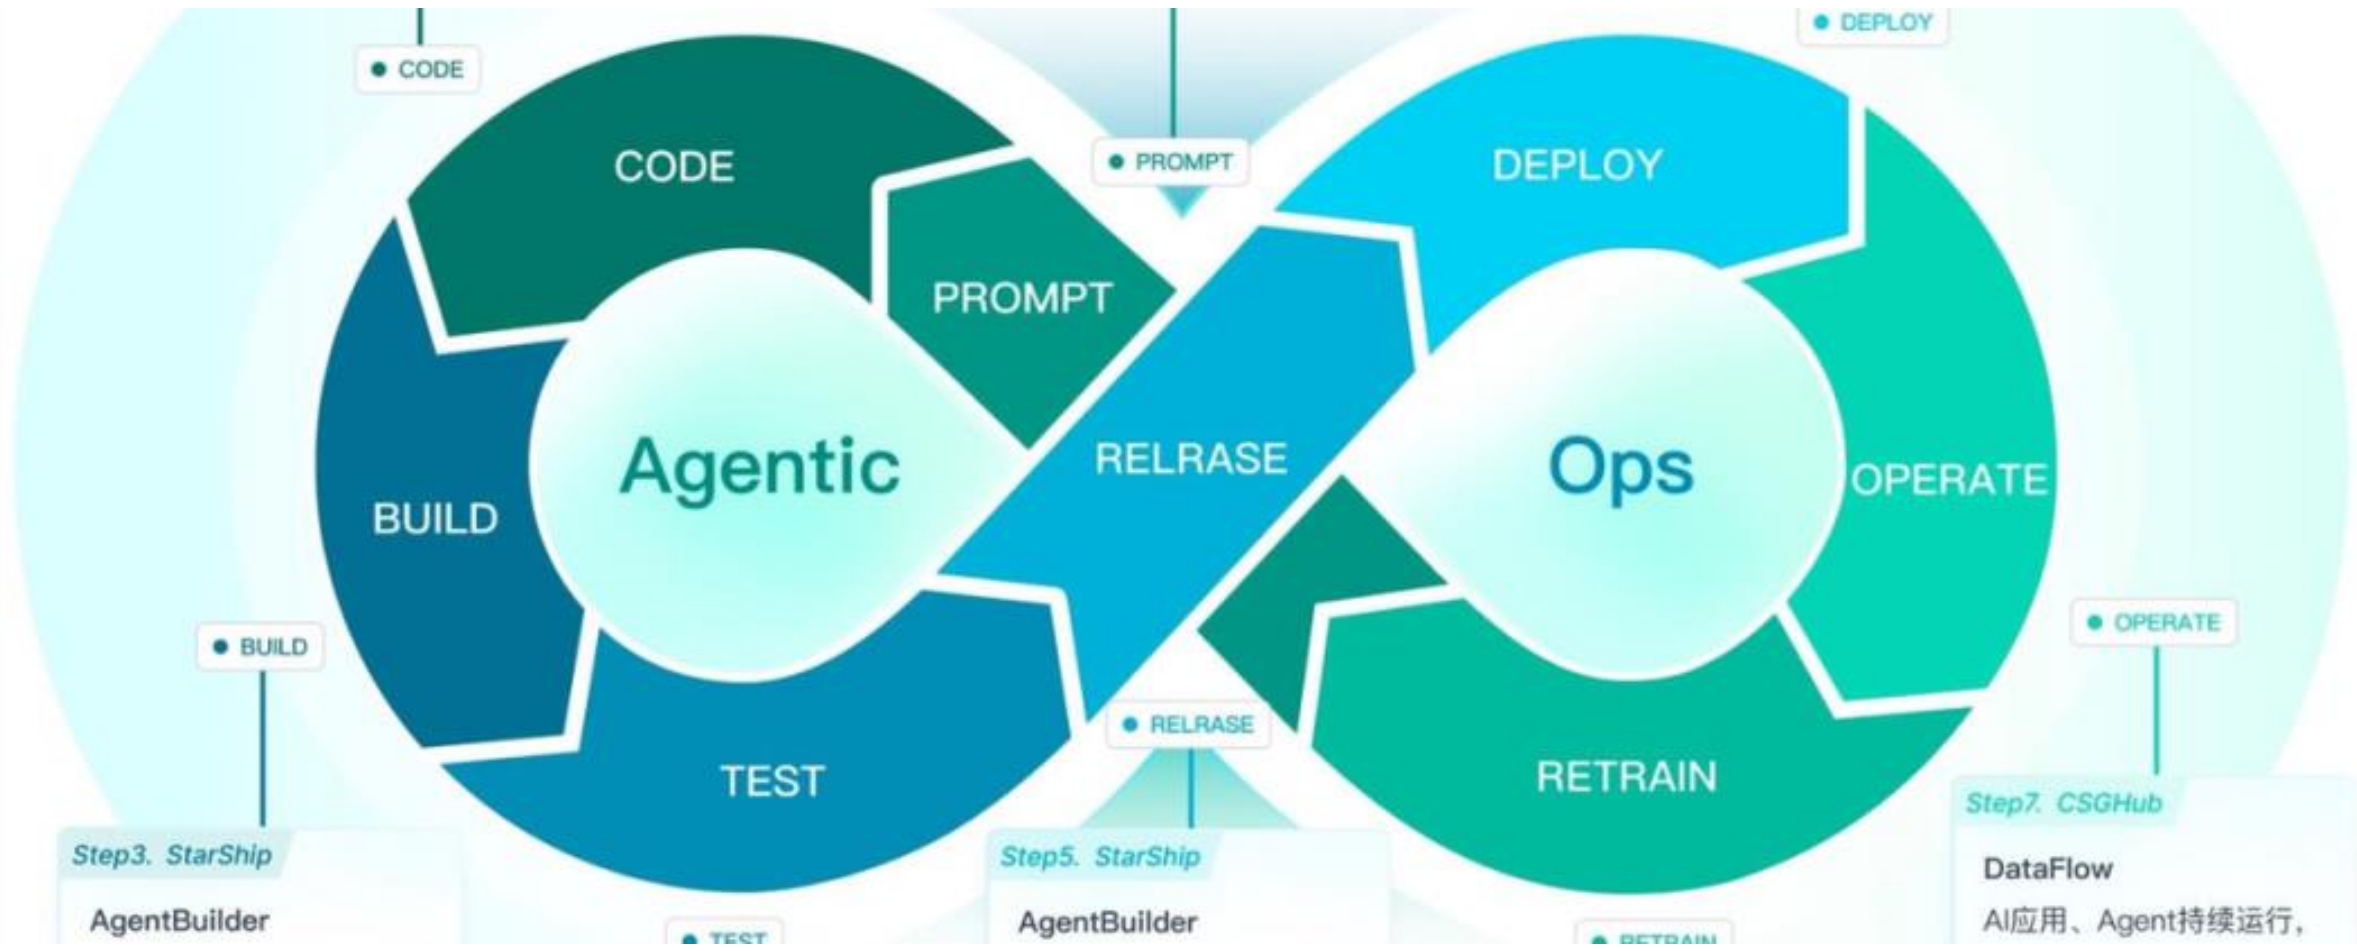 DEPLOY
CODE
PROMPT
CODE
DEPLOY
PROMPT
Agentic
RELRASE
Ops
OPERATE
BUILD
BUILD
OPERATE
RELRASE
TEST
RETRAIN
Step3. StarShip
AgentBuilder
Step5. StarShip
AgentBuilder
Step7. CSGHub
DataFlow
AI应用、Agent持续运行，
TEST
RETRAIN